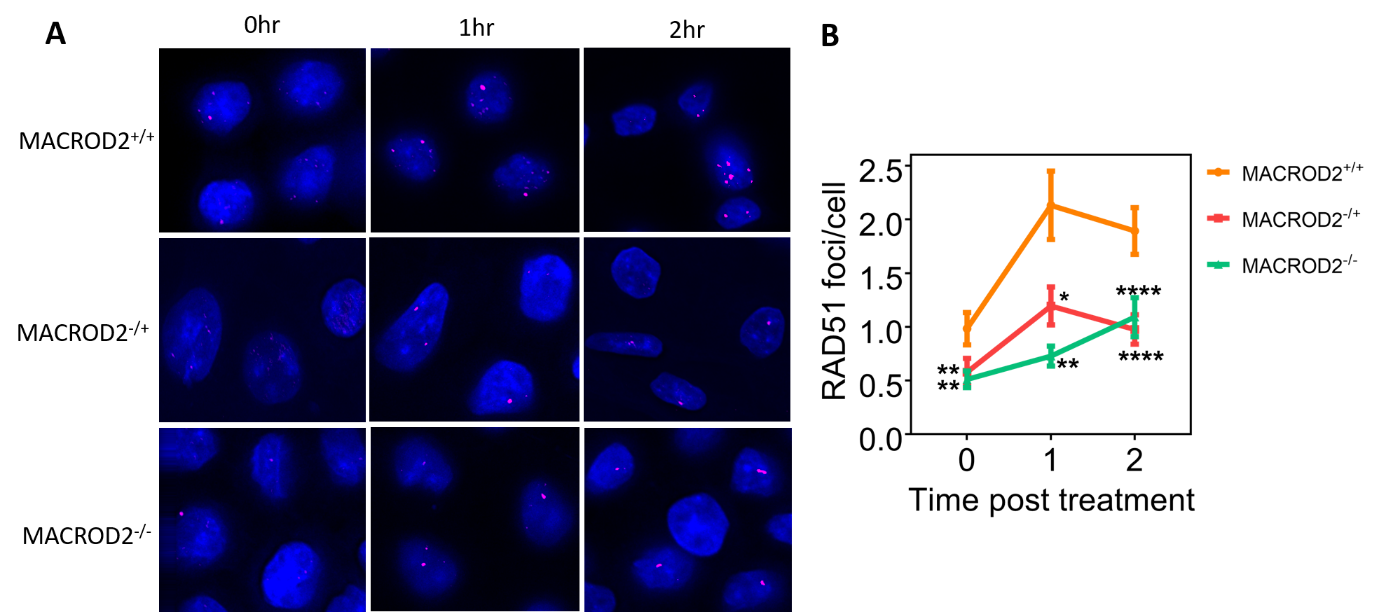 A
0hr
1hr
2hr
MACROD2+/+
MACROD2-/+
MACROD2-/-
B
2.5
2.0
1.5
1.0
0.5
0.0
RAD51 foci/cell
**
**
*
**
****
****
0
1
2
Time post treatment
MACROD2+/+
MACROD2-/+
MACROD2-/-